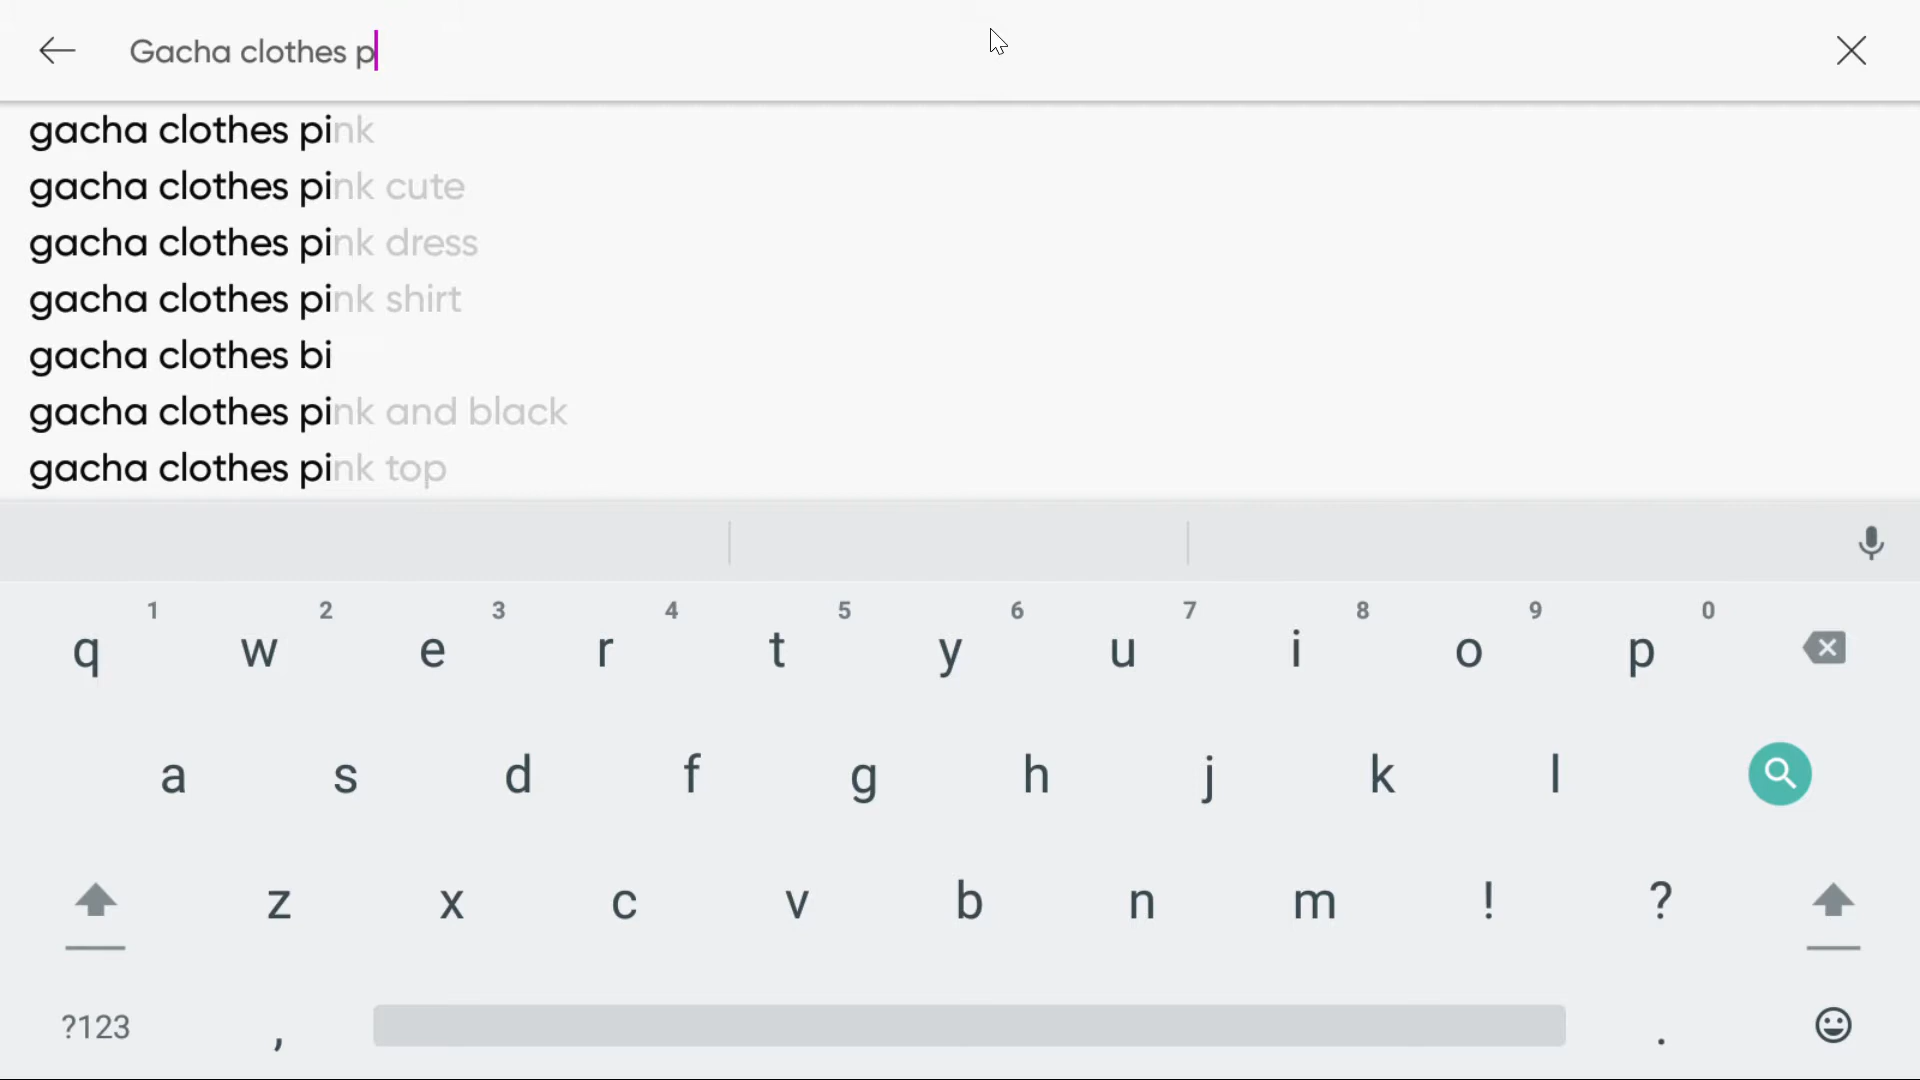 Gacha clothes p
gacha clothes pink
gacha clothes pink cute
gacha clothes pink dress
gacha clothes pink shirt
gacha clothes bi
gacha clothes pink and black
gacha clothes pink top
1 2 3 4 5 6 7 8 9 0
q w e r t y u i o p
a s d f g h j k l
z x c v b n m ! ?
?123 , .